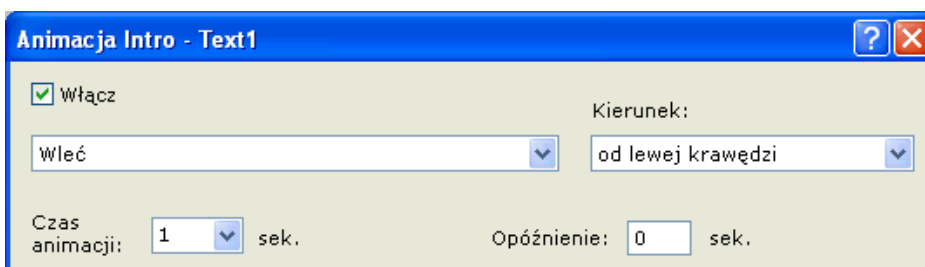 Animacja Intro - Text1
Włącz
Kierunek:
Wleć
od lewej krawędzi
Czas
animacji: 1 sek.
Opóźnienie: 0 sek.